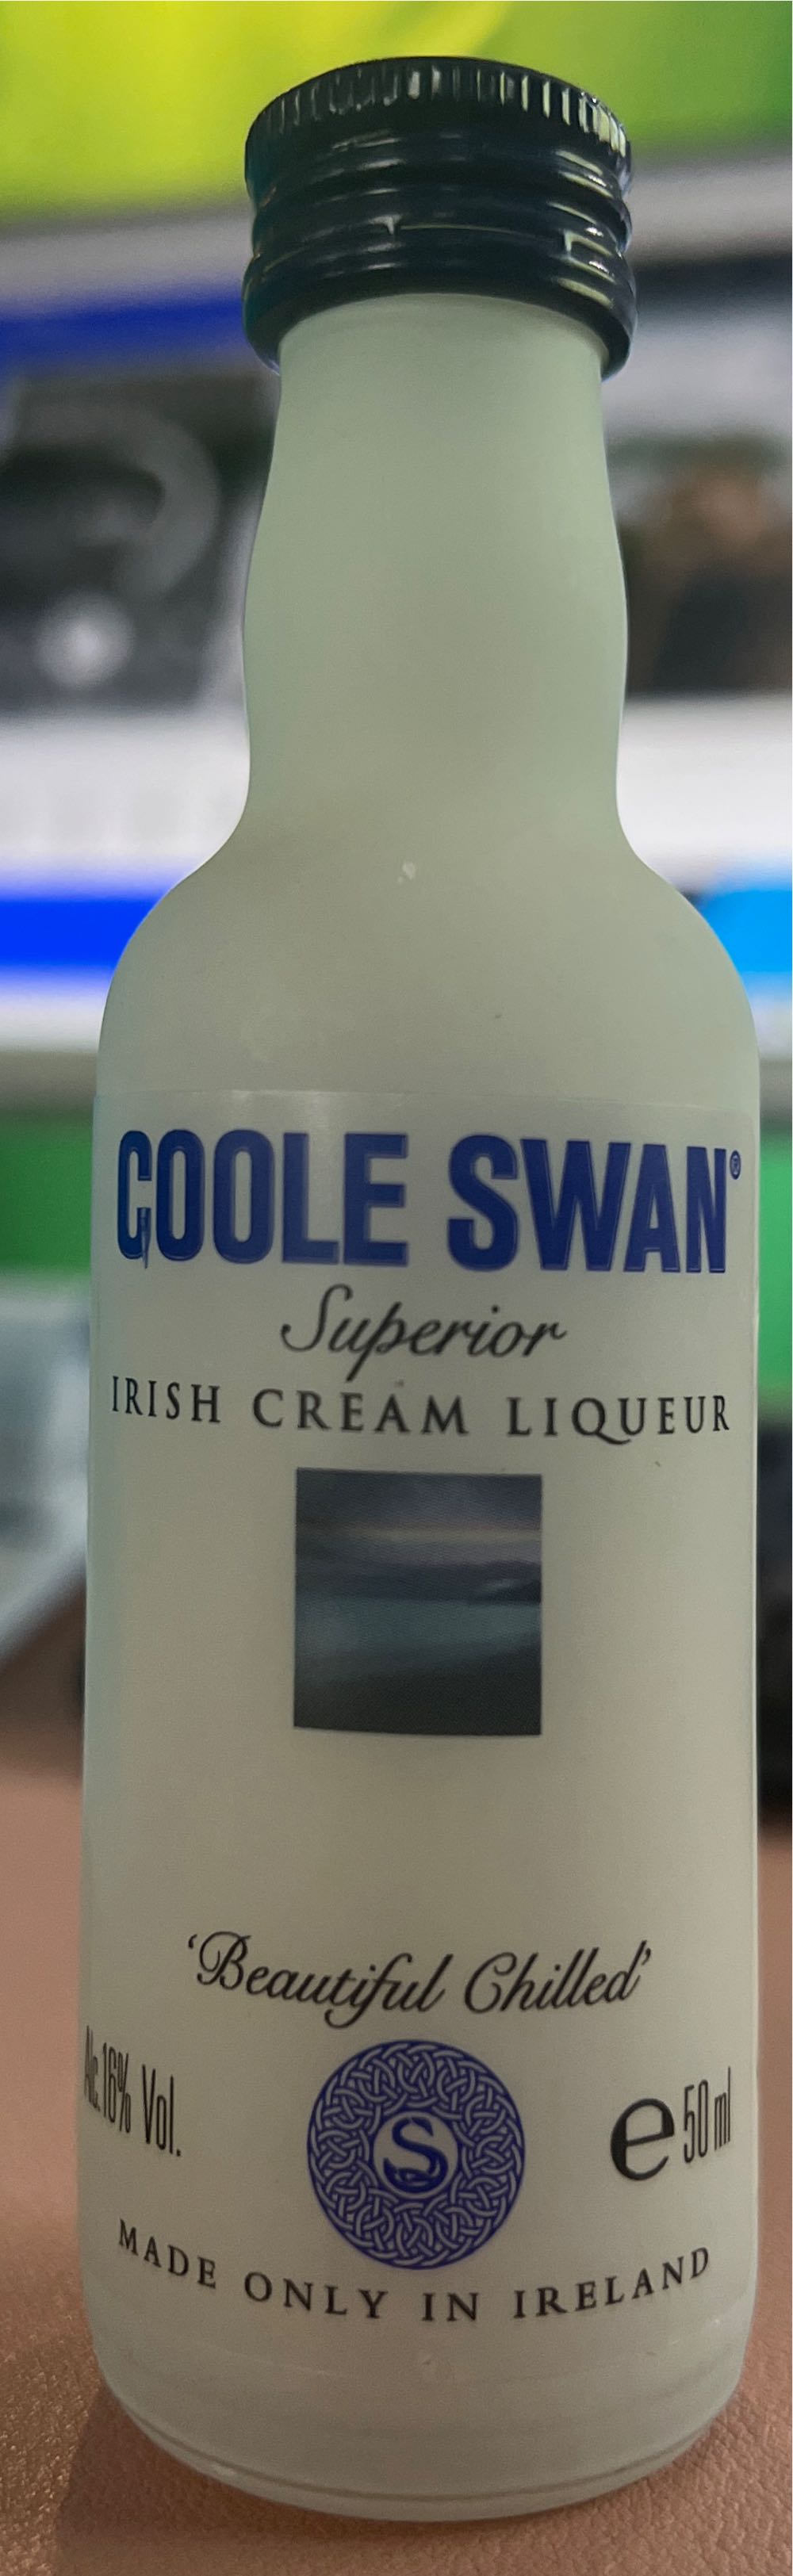 COOLE SWAN®
Superior
IRISH CREAM LIQUEUR
'Beautiful Chilled'
Alc.16% Vol.
S
e 50 ml
MADE ONLY IN IRELAND